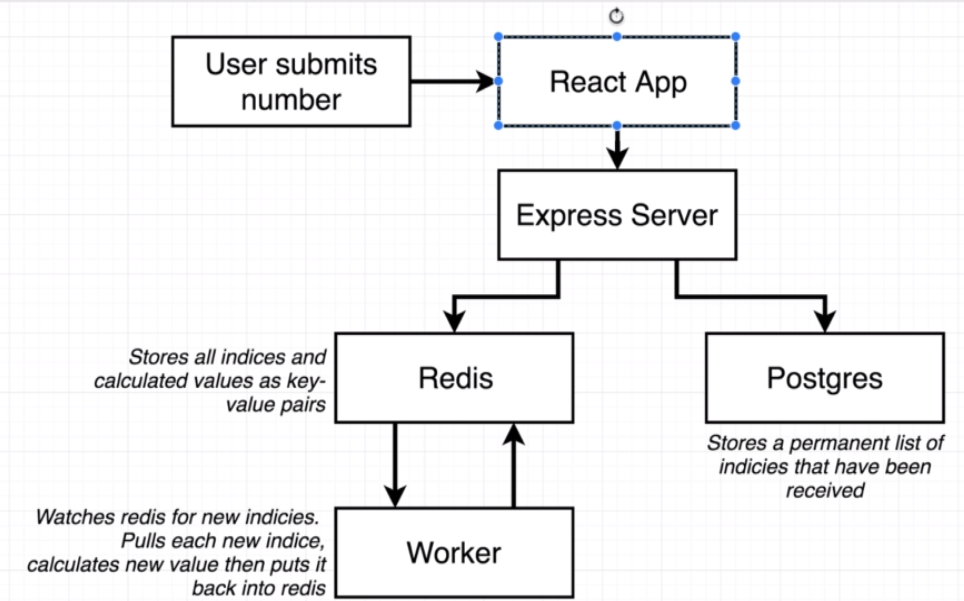 User submits
number
React App
Express Server
Stores all indices and
calculated values as key-
value pairs
Redis
Postgres
Stores a permanent list of
indicies that have been
received
Watches redis for new indicies.
Pulls each new indice,
calculates new value then puts it
back into redis
Worker